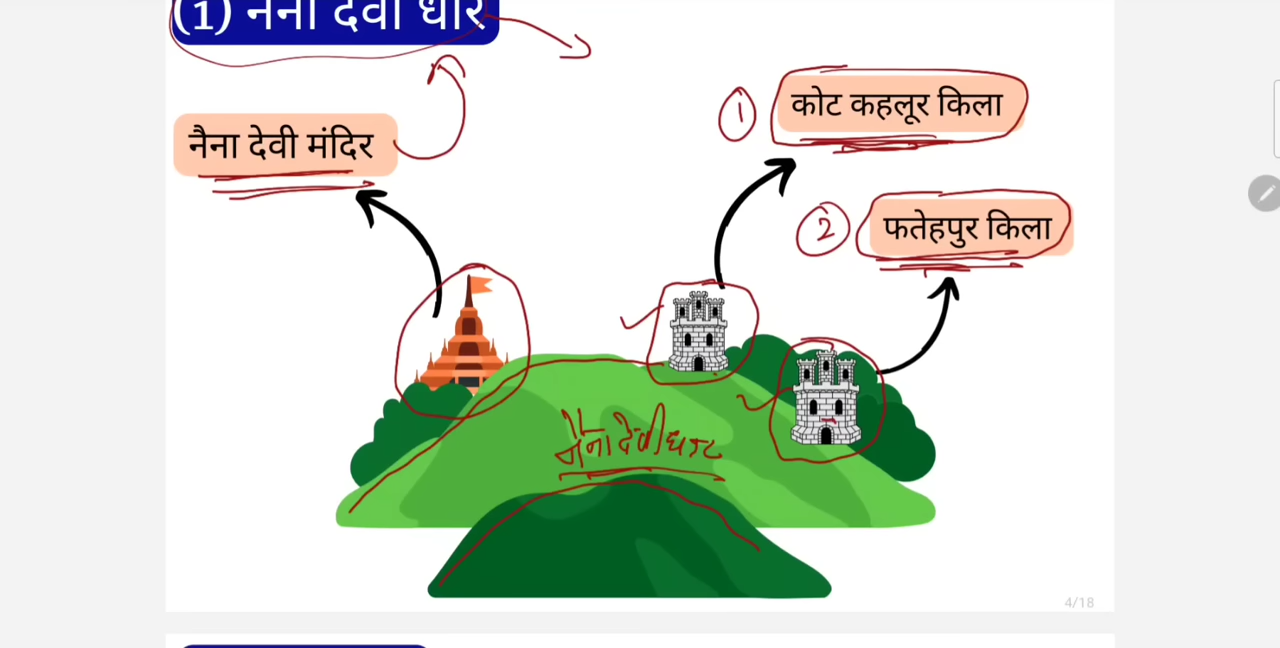 (1) नैना देवी धार
① कोट कहलूर किला
नैना देवी मंदिर
② फतेहपुर किला
नैना देवी धार
4/18